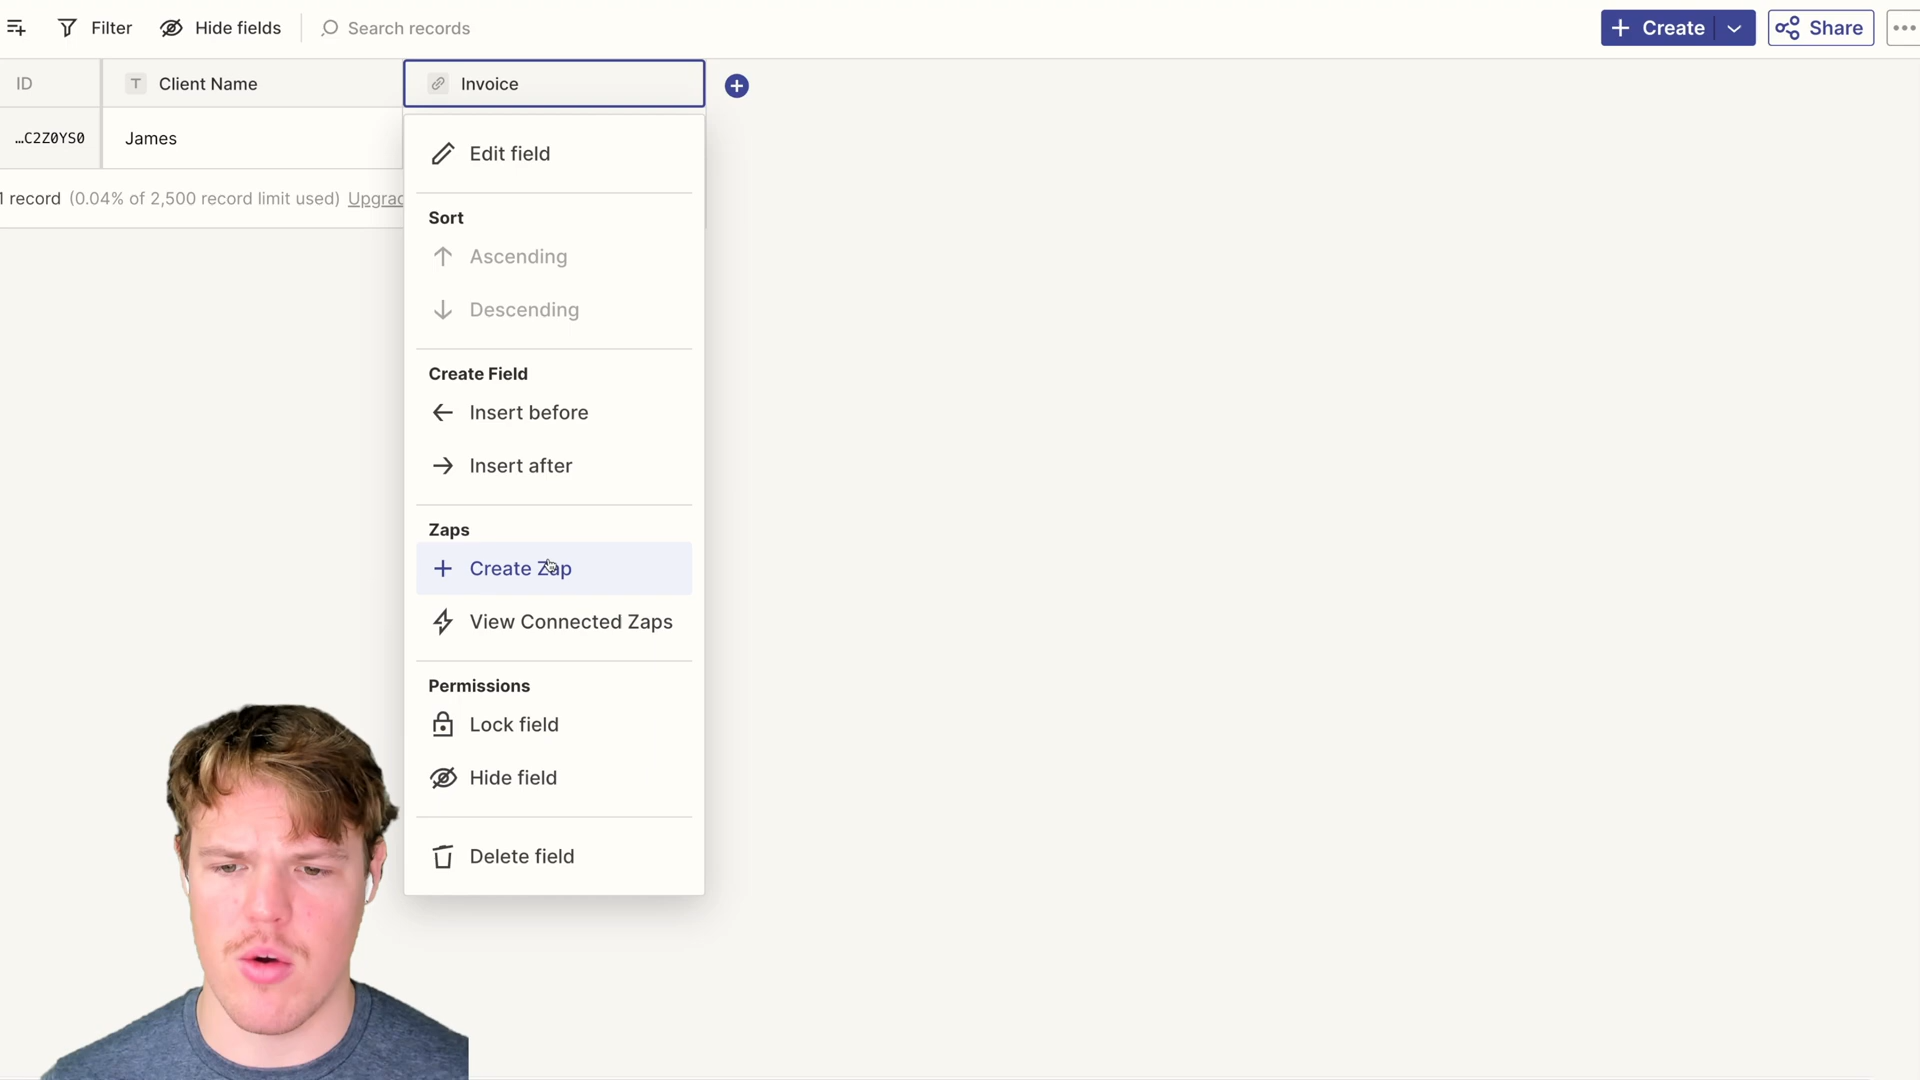 Filter Hide fields Search records Create Share
ID T Client Name Invoice
...C2Z0YS0 James
1 record (0.04% of 2,500 record limit used) Upgrad
Edit field
Sort
Ascending
Descending
Create Field
Insert before
Insert after
Zaps
Create Zap
View Connected Zaps
Permissions
Lock field
Hide field
Delete field